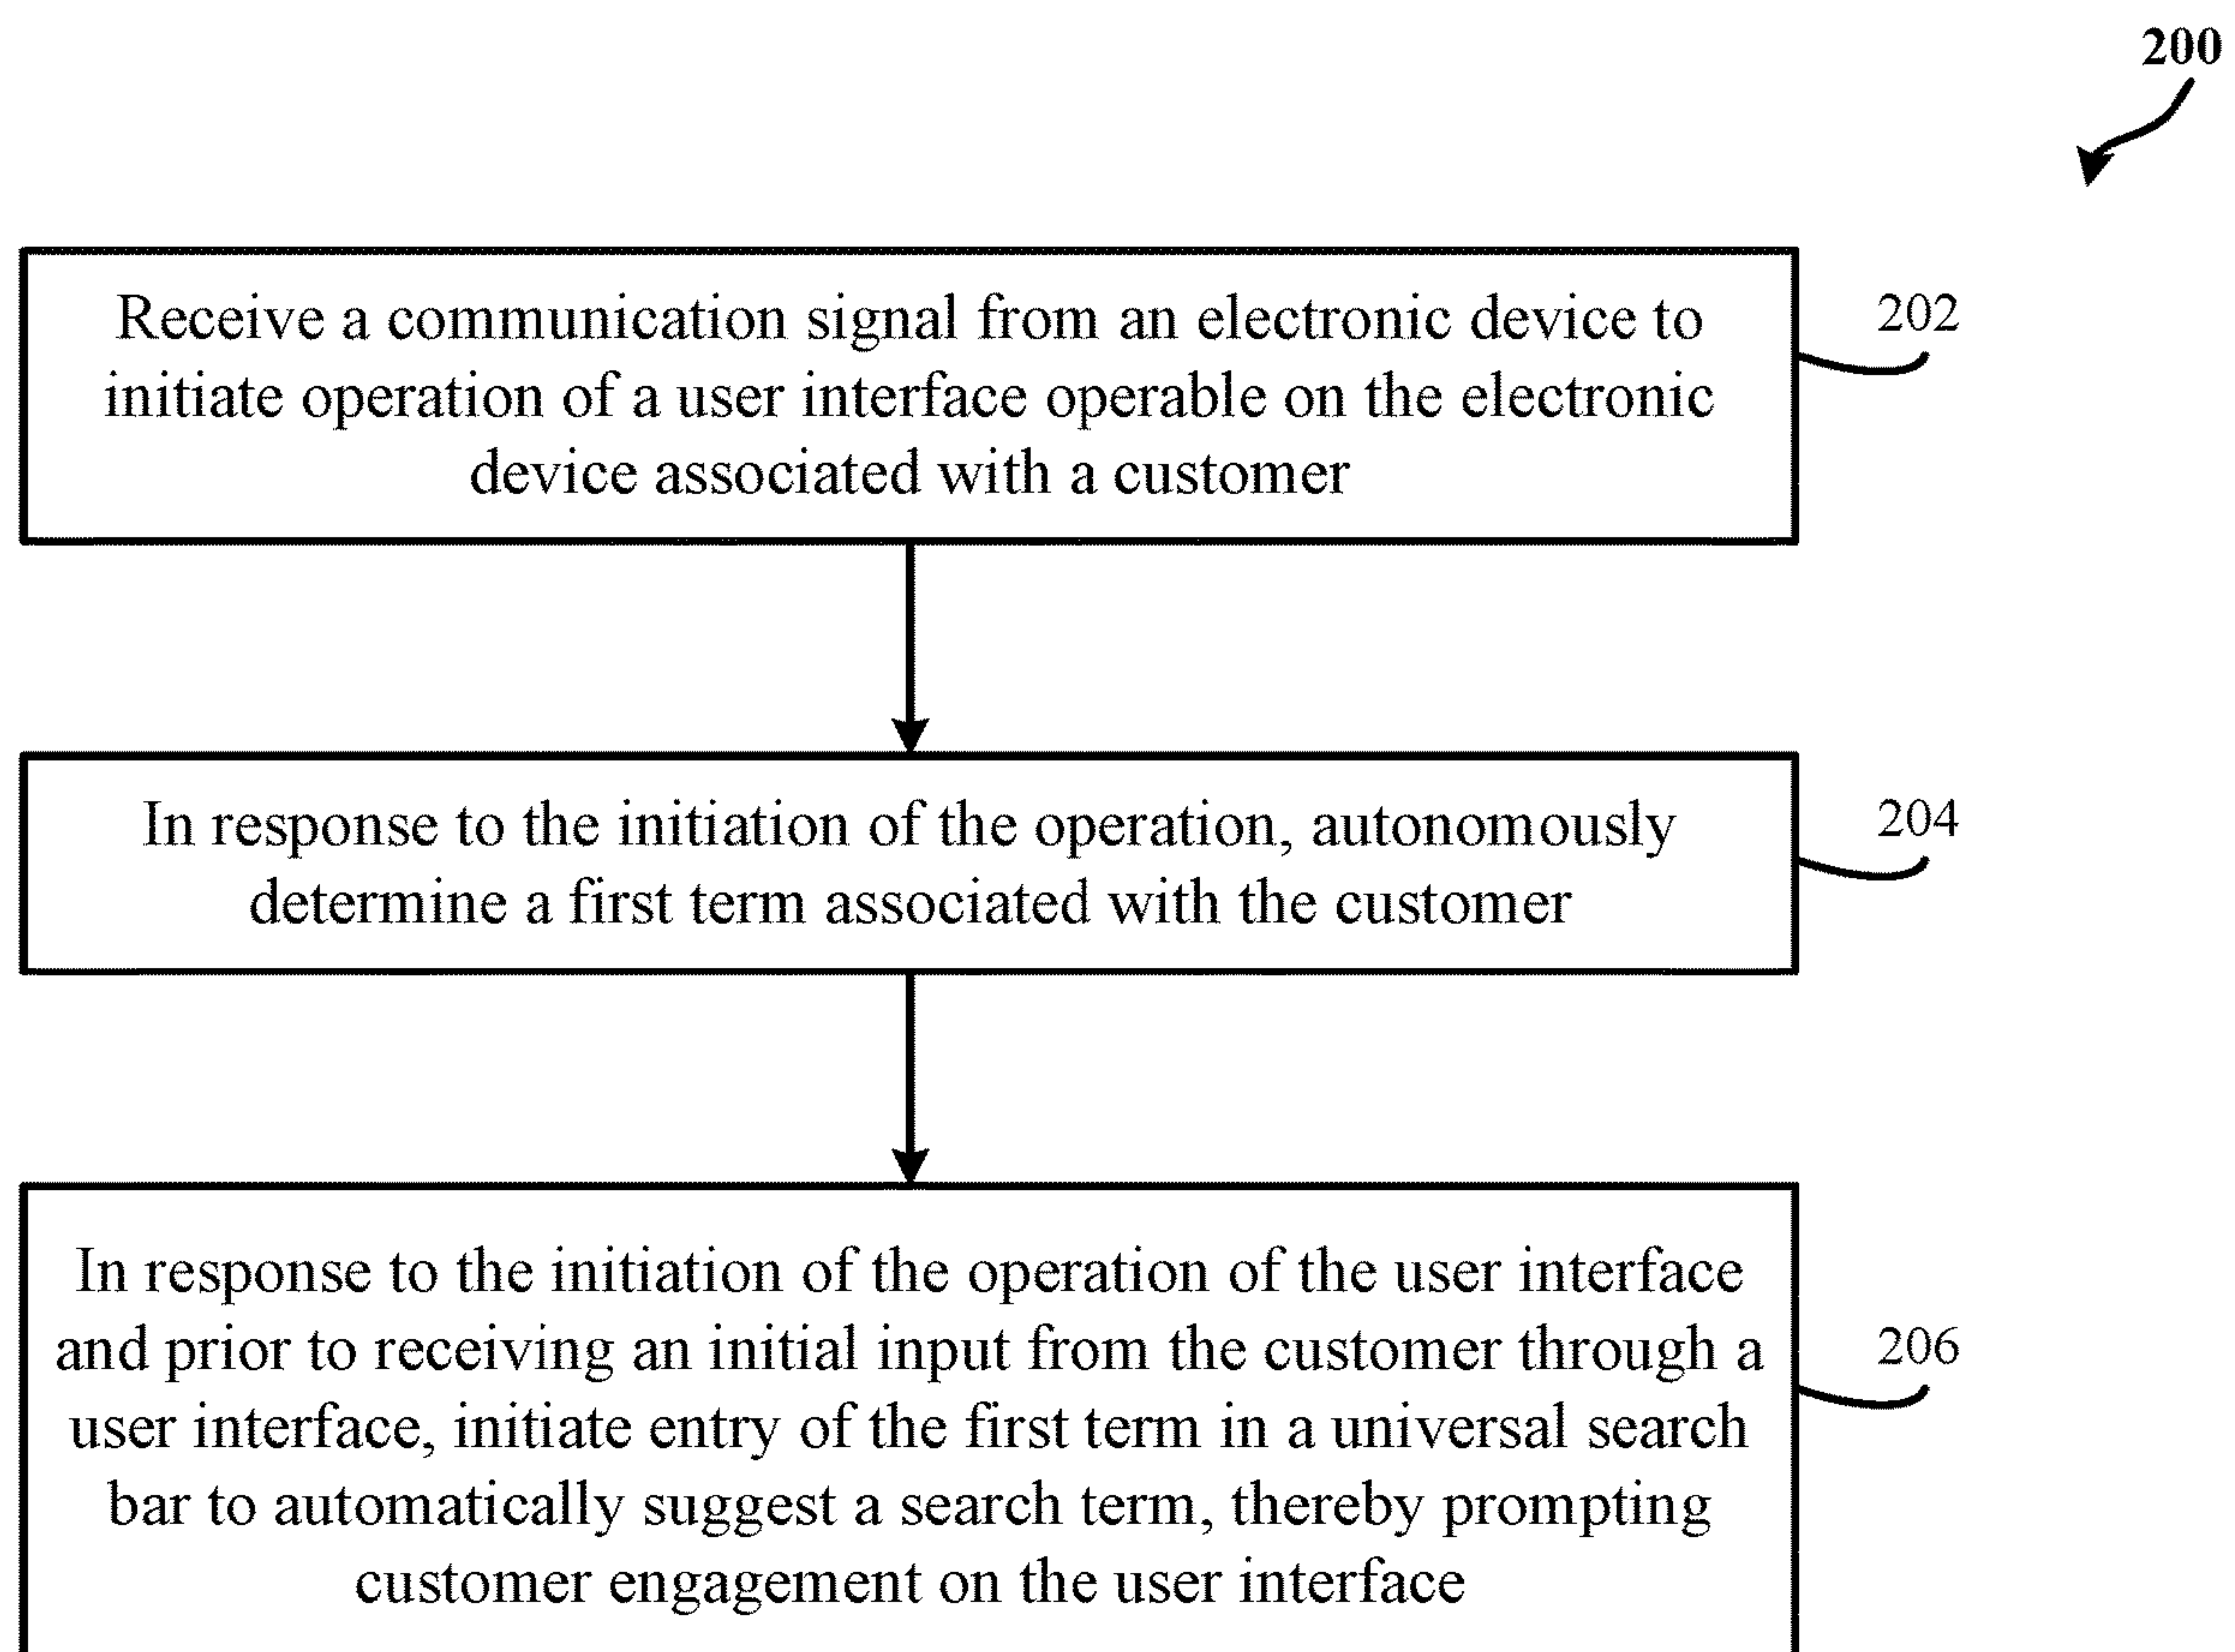 200
Receive a communication signal from an electronic device to
initiate operation of a user interface operable on the electronic
device associated with a customer
202
In response to the initiation of the operation, autonomously
determine a first term associated with the customer
204
In response to the initiation of the operation of the user interface
and prior to receiving an initial input from the customer through a
user interface, initiate entry of the first term in a universal search
bar to automatically suggest a search term, thereby prompting
customer engagement on the user interface
206